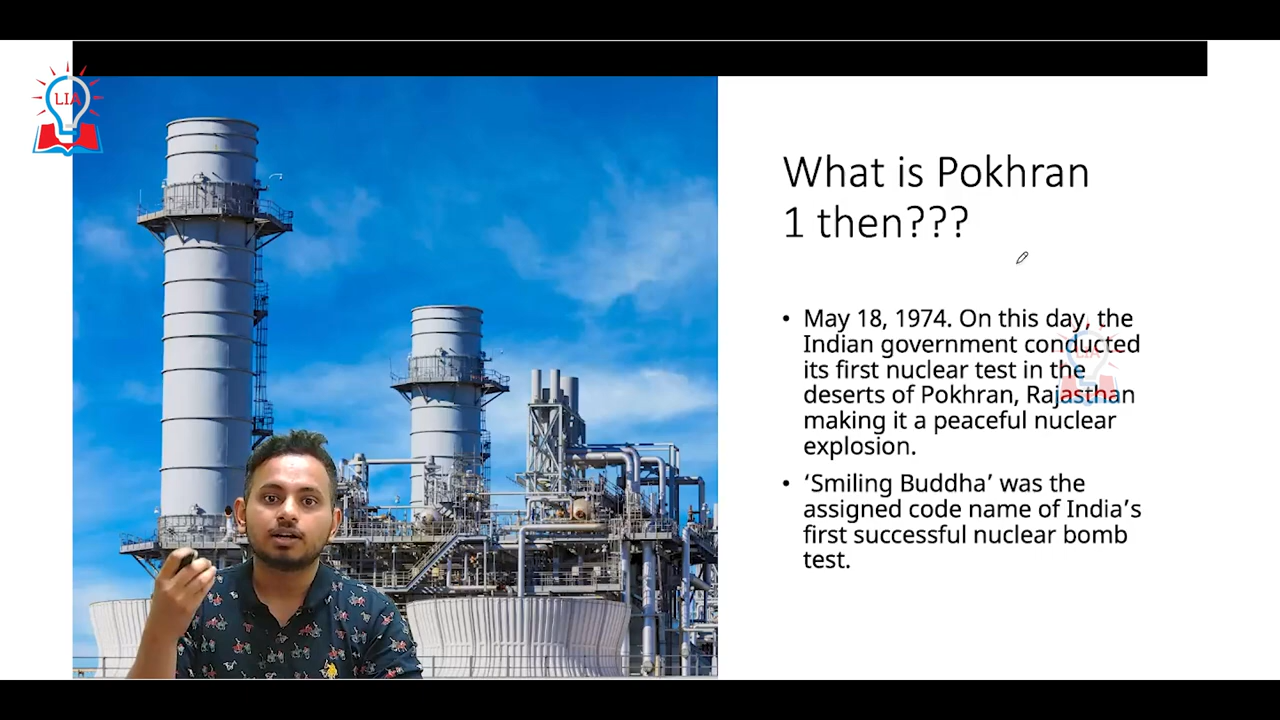 LIA
What is Pokhran
1 then???
• May 18, 1974. On this day, the
Indian government conducted
its first nuclear test in the
deserts of Pokhran, Rajasthan
making it a peaceful nuclear
explosion.
• ‘Smiling Buddha’ was the
assigned code name of India’s
first successful nuclear bomb
test.
LIA